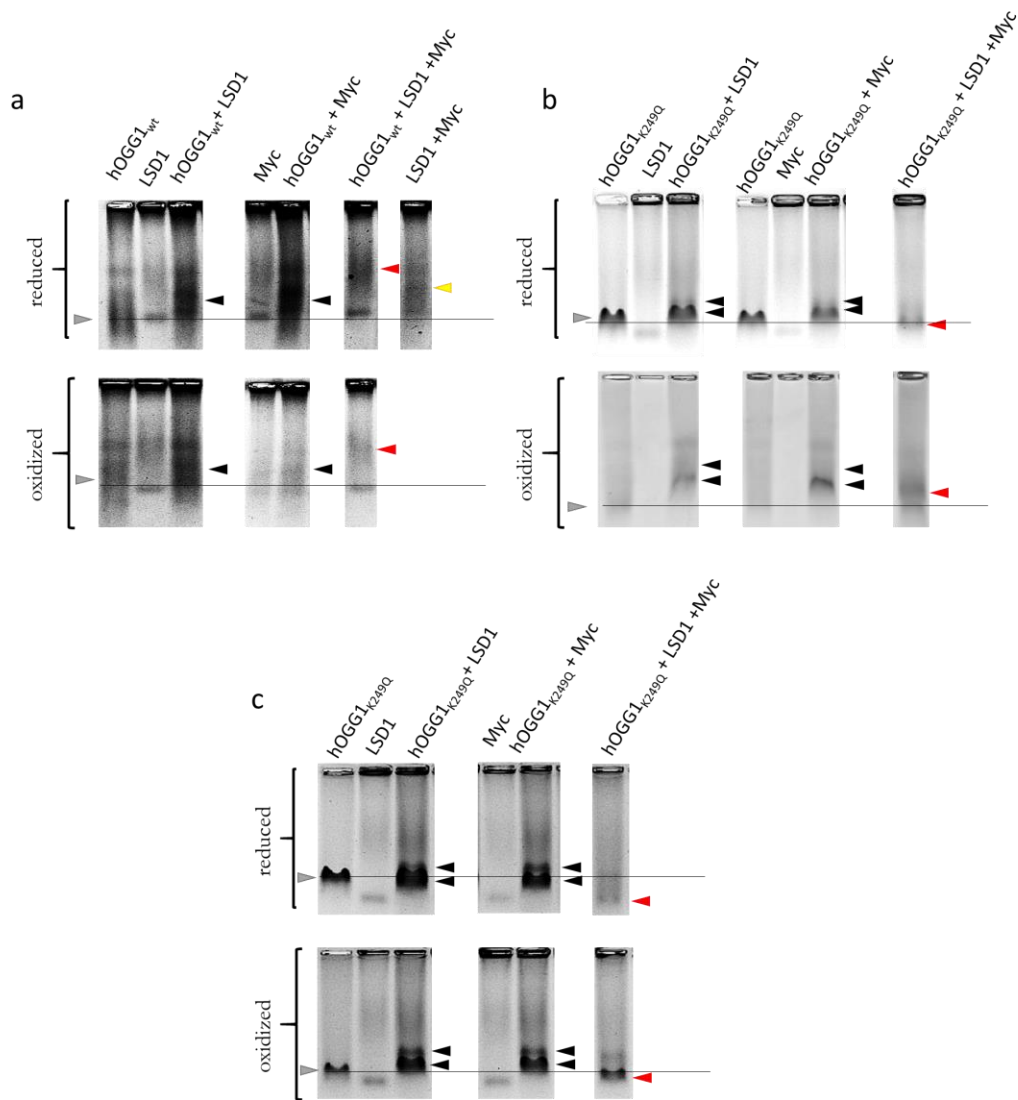 a
hOGG1wt
LSD1
hOGG1wt + LSD1
Myc
hOGG1wt + Myc
hOGG1wt + LSD1 +Myc
LSD1 +Myc
reduced
oxidized
b
hOGG1K249Q
LSD1
hOGG1K249Q + LSD1
hOGG1K249Q
Myc
hOGG1K249Q + Myc
hOGG1K249Q + LSD1 +Myc
reduced
oxidized
c
hOGG1K249Q
LSD1
hOGG1K249Q + LSD1
Myc
hOGG1K249Q + Myc
hOGG1K249Q + LSD1 +Myc
reduced
oxidized